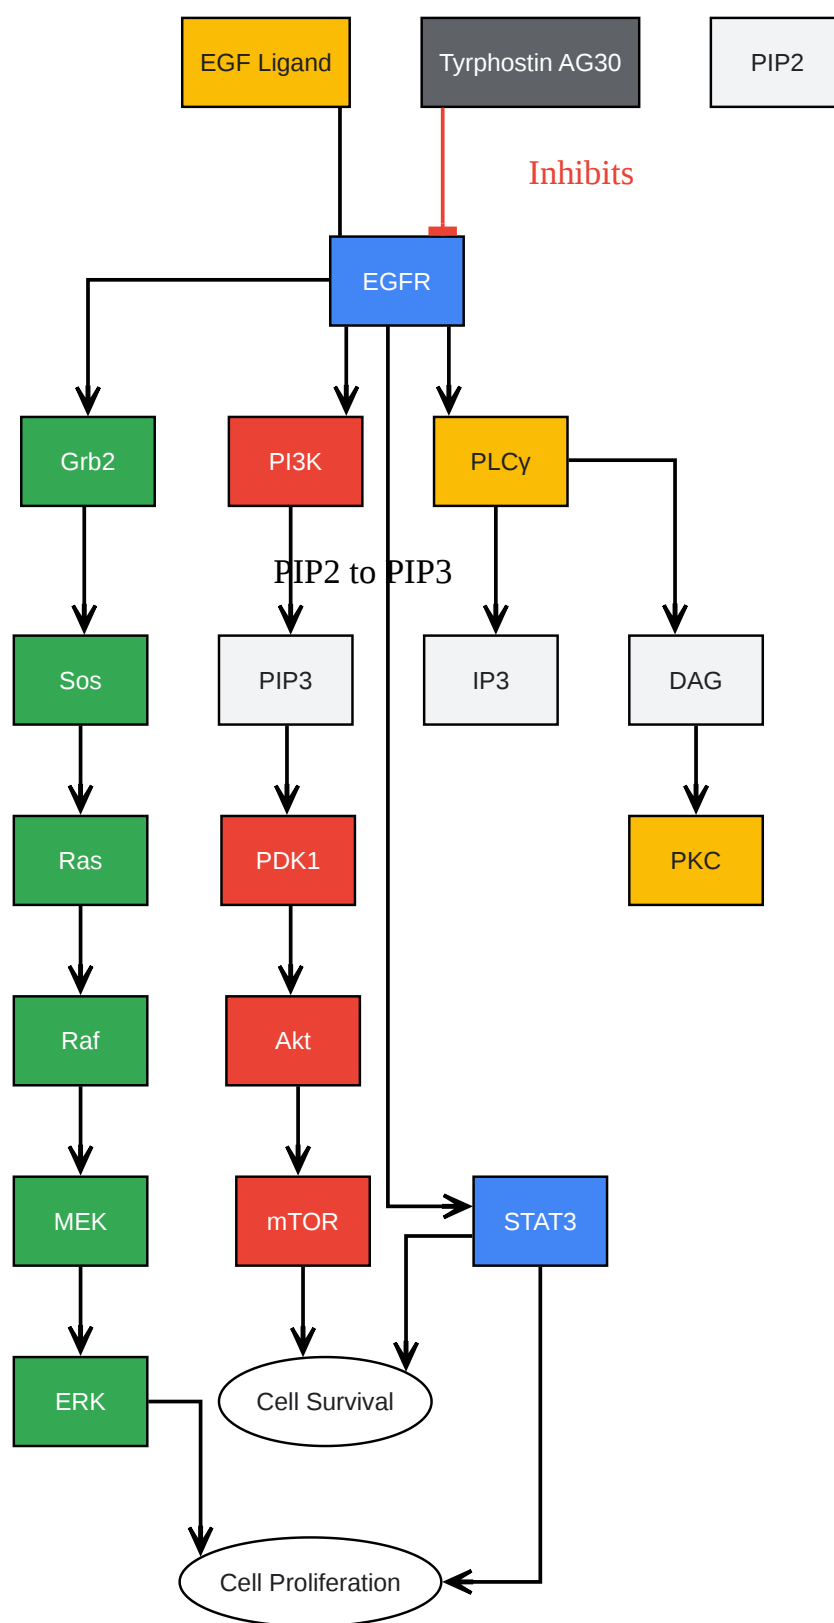 EGF Ligand
Tyrphostin AG30
PIP2
Inhibits
EGFR
Grb2
PI3K
PLCγ
PIP2 to PIP3
Sos
PIP3
IP3
DAG
Ras
PDK1
PKC
Raf
Akt
MEK
mTOR
STAT3
ERK
Cell Survival
Cell Proliferation